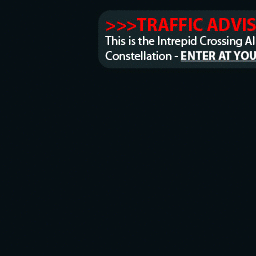 >>>TRAFFIC ADVIS
This is the Intrepid Crossing Al
Constellation - ENTER AT YOU